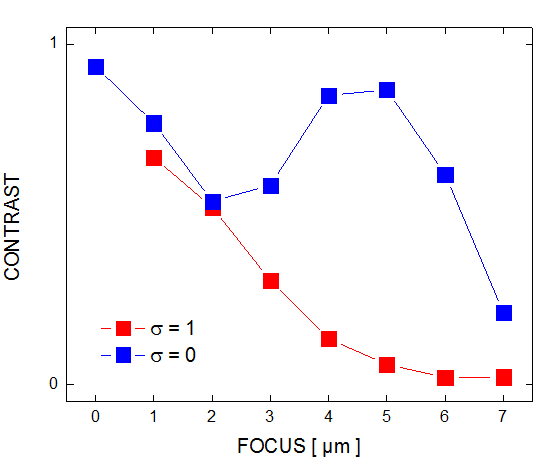 1
CONTRAST
σ = 1
σ = 0
0
0 1 2 3 4 5 6 7
FOCUS [ µm ]